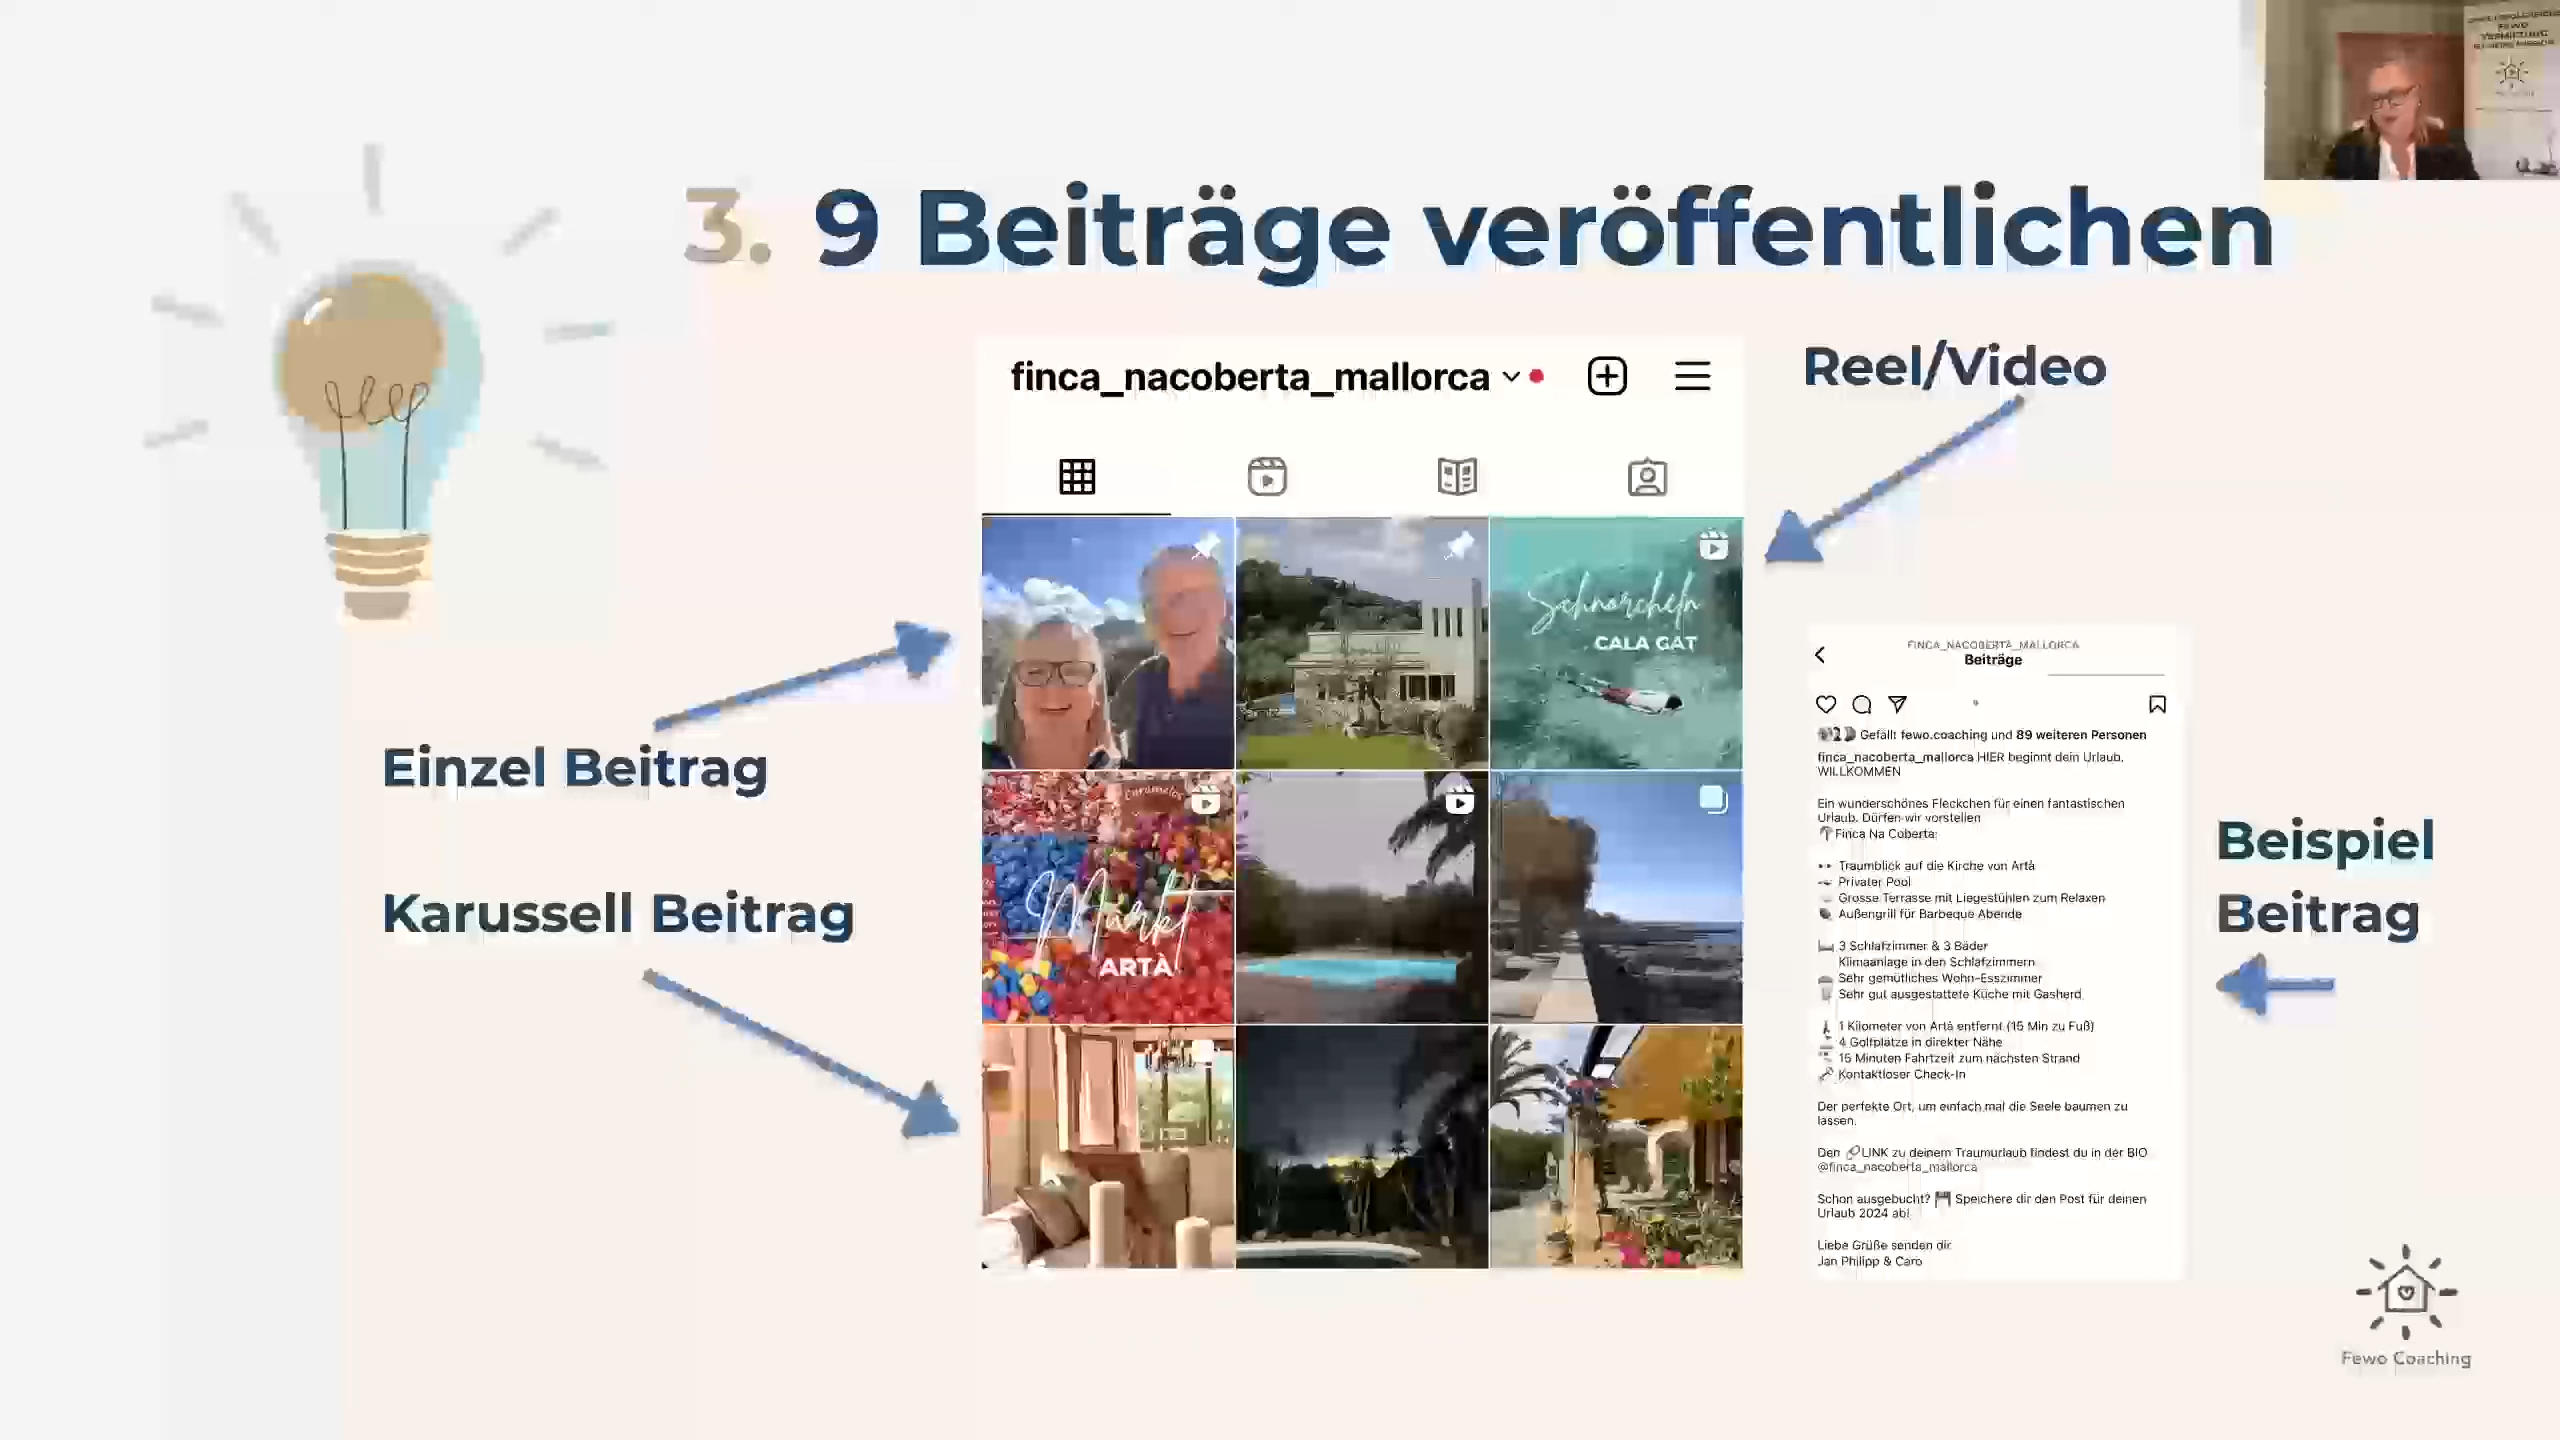 3. 9 Beiträge veröffentlichen
finca_nacoberta_mallorca
Reel/Video
Schnorcheln
CALA GAT
Einzel Beitrag
Karussell Beitrag
Caramelos
Markt
ARTÀ
FINCA_NACOBERTA_MALLORCA
Beiträge
Gefällt fewo.coaching und 89 weiteren Personen
finca_nacoberta_mallorca HIER beginnt dein Urlaub.
WILLKOMMEN
Ein wunderschönes Fleckchen für einen fantastischen
Urlaub. Dürfen wir vorstellen
Finca Na Coberta:
Traumblick auf die Kirche von Artà
Privater Pool
Grosse Terrasse mit Liegestühlen zum Relaxen
Außengrill für Barbeque Abende
3 Schlafzimmer & 3 Bäder
Klimaanlage in den Schlafzimmern
Sehr gemütliches Wohn-Esszimmer
Sehr gut ausgestattete Küche mit Gasherd
1 Kilometer von Artà entfernt (15 Min zu Fuß)
4 Golfplätze in direkter Nähe
15 Minuten Fahrtzeit zum nächsten Strand
Kontaktloser Check-In
Der perfekte Ort, um einfach mal die Seele baumen zu
lassen.
Den LINK zu deinem Traumurlaub findest du in der BIO
@finca_nacoberta_mallorca
Schon ausgebucht? Speichere dir den Post für deinen
Urlaub 2024 ab!
Liebe Grüße senden dir
Jan Philipp & Caro
Beispiel
Beitrag
Fewo Coaching
FEWO
VERMIETUNG